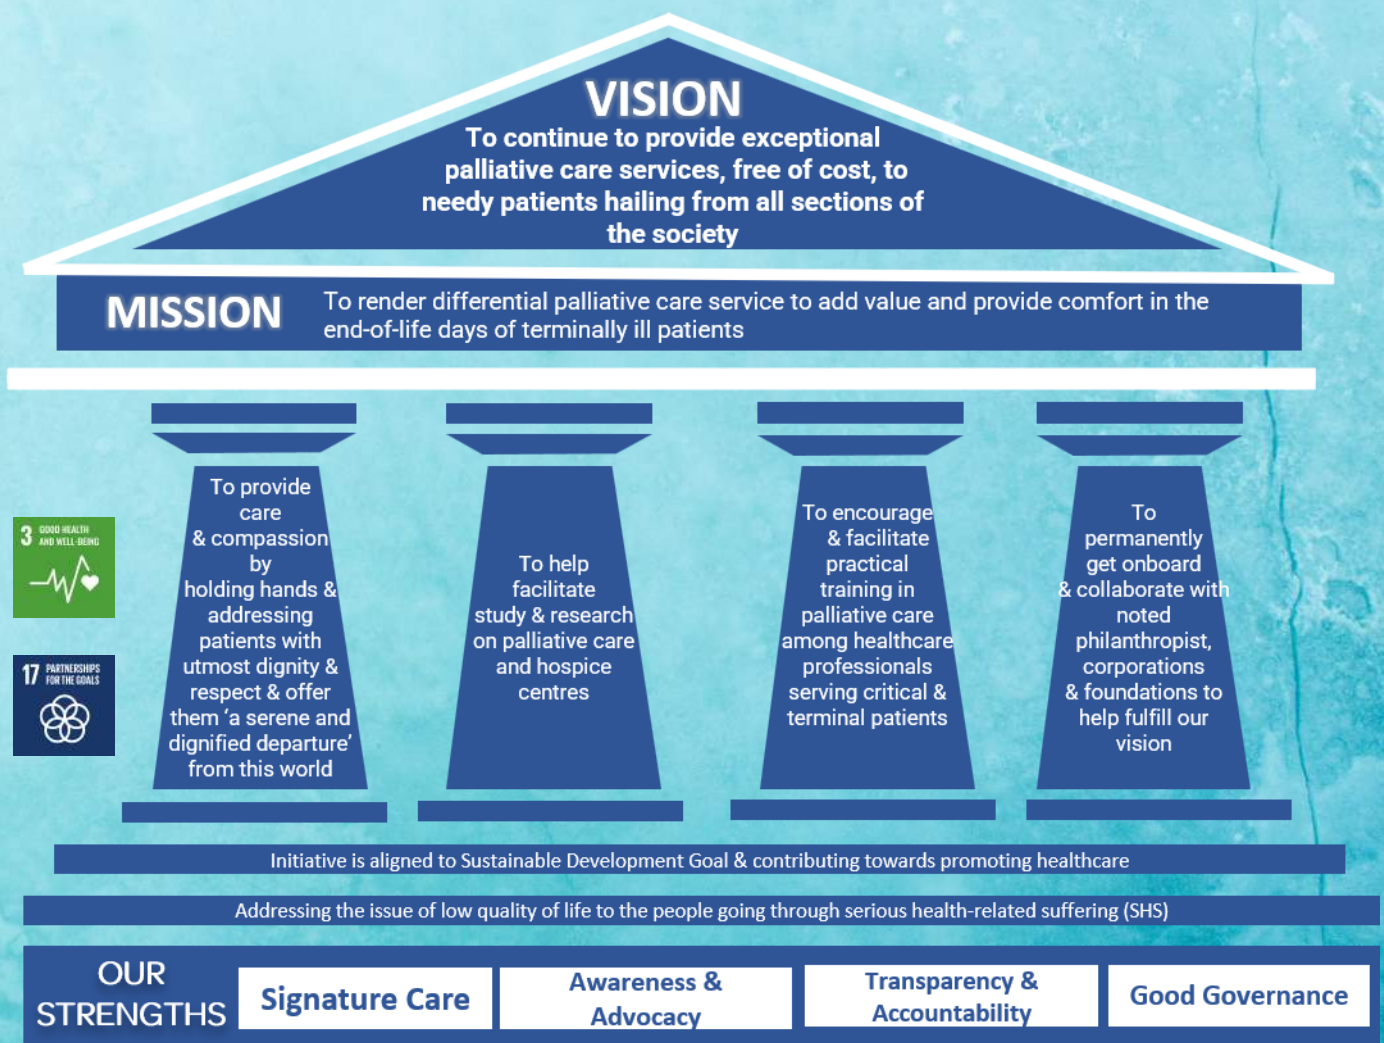 VISION
To continue to provide exceptional
palliative care services, free of cost, to
needy patients hailing from all sections of
the society
MISSION
To render differential palliative care service to add value and provide comfort in the
end-of-life days of terminally ill patients
3 GOOD HEALTH
AND WELL-BEING
17 PARTNERSHIPS
FOR THE GOALS
To provide
care
& compassion
by
holding hands &
addressing
patients with
utmost dignity &
respect & offer
them ‘a serene and
dignified departure’
from this world
To help
facilitate
study & research
on palliative care
and hospice
centres
To encourage
& facilitate
practical
training in
palliative care
among healthcare
professionals
serving critical &
terminal patients
To
permanently
get onboard
& collaborate with
noted
philanthropist,
corporations
& foundations to
help fulfill our
vision
Initiative is aligned to Sustainable Development Goal & contributing towards promoting healthcare
Addressing the issue of low quality of life to the people going through serious health-related suffering (SHS)
OUR
STRENGTHS
Signature Care
Awareness &
Advocacy
Transparency &
Accountability
Good Governance